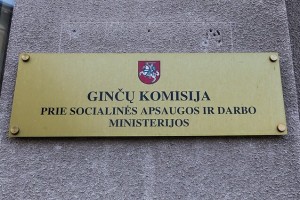 GINČŲ KOMISIJA
PRIE SOCIALINĖS APSAUGOS IR DARBO
MINISTERIJOS